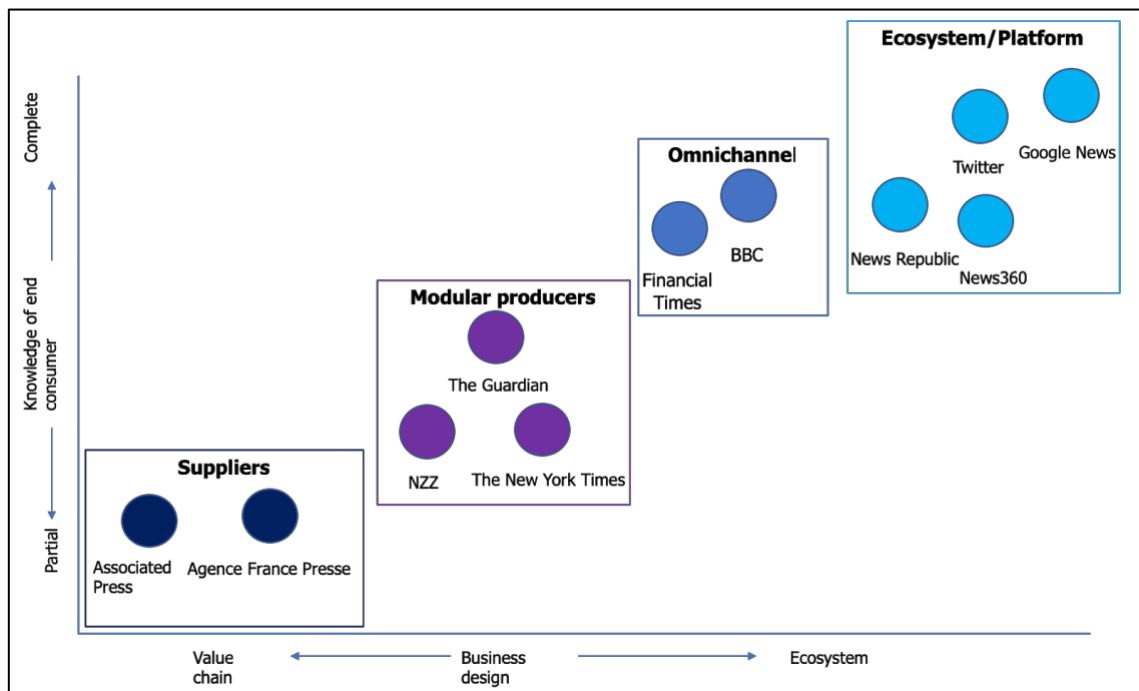 Ecosystem/Platform
Complete
Google News
Twitter
Omnichannel
News Republic
News360
BBC
Financial
Times
Knowledge of end
consumer
Modular producers
The Guardian
NZZ
The New York Times
Suppliers
Partial
Associated
Press
Agence France Presse
Value
chain
Business
design
Ecosystem